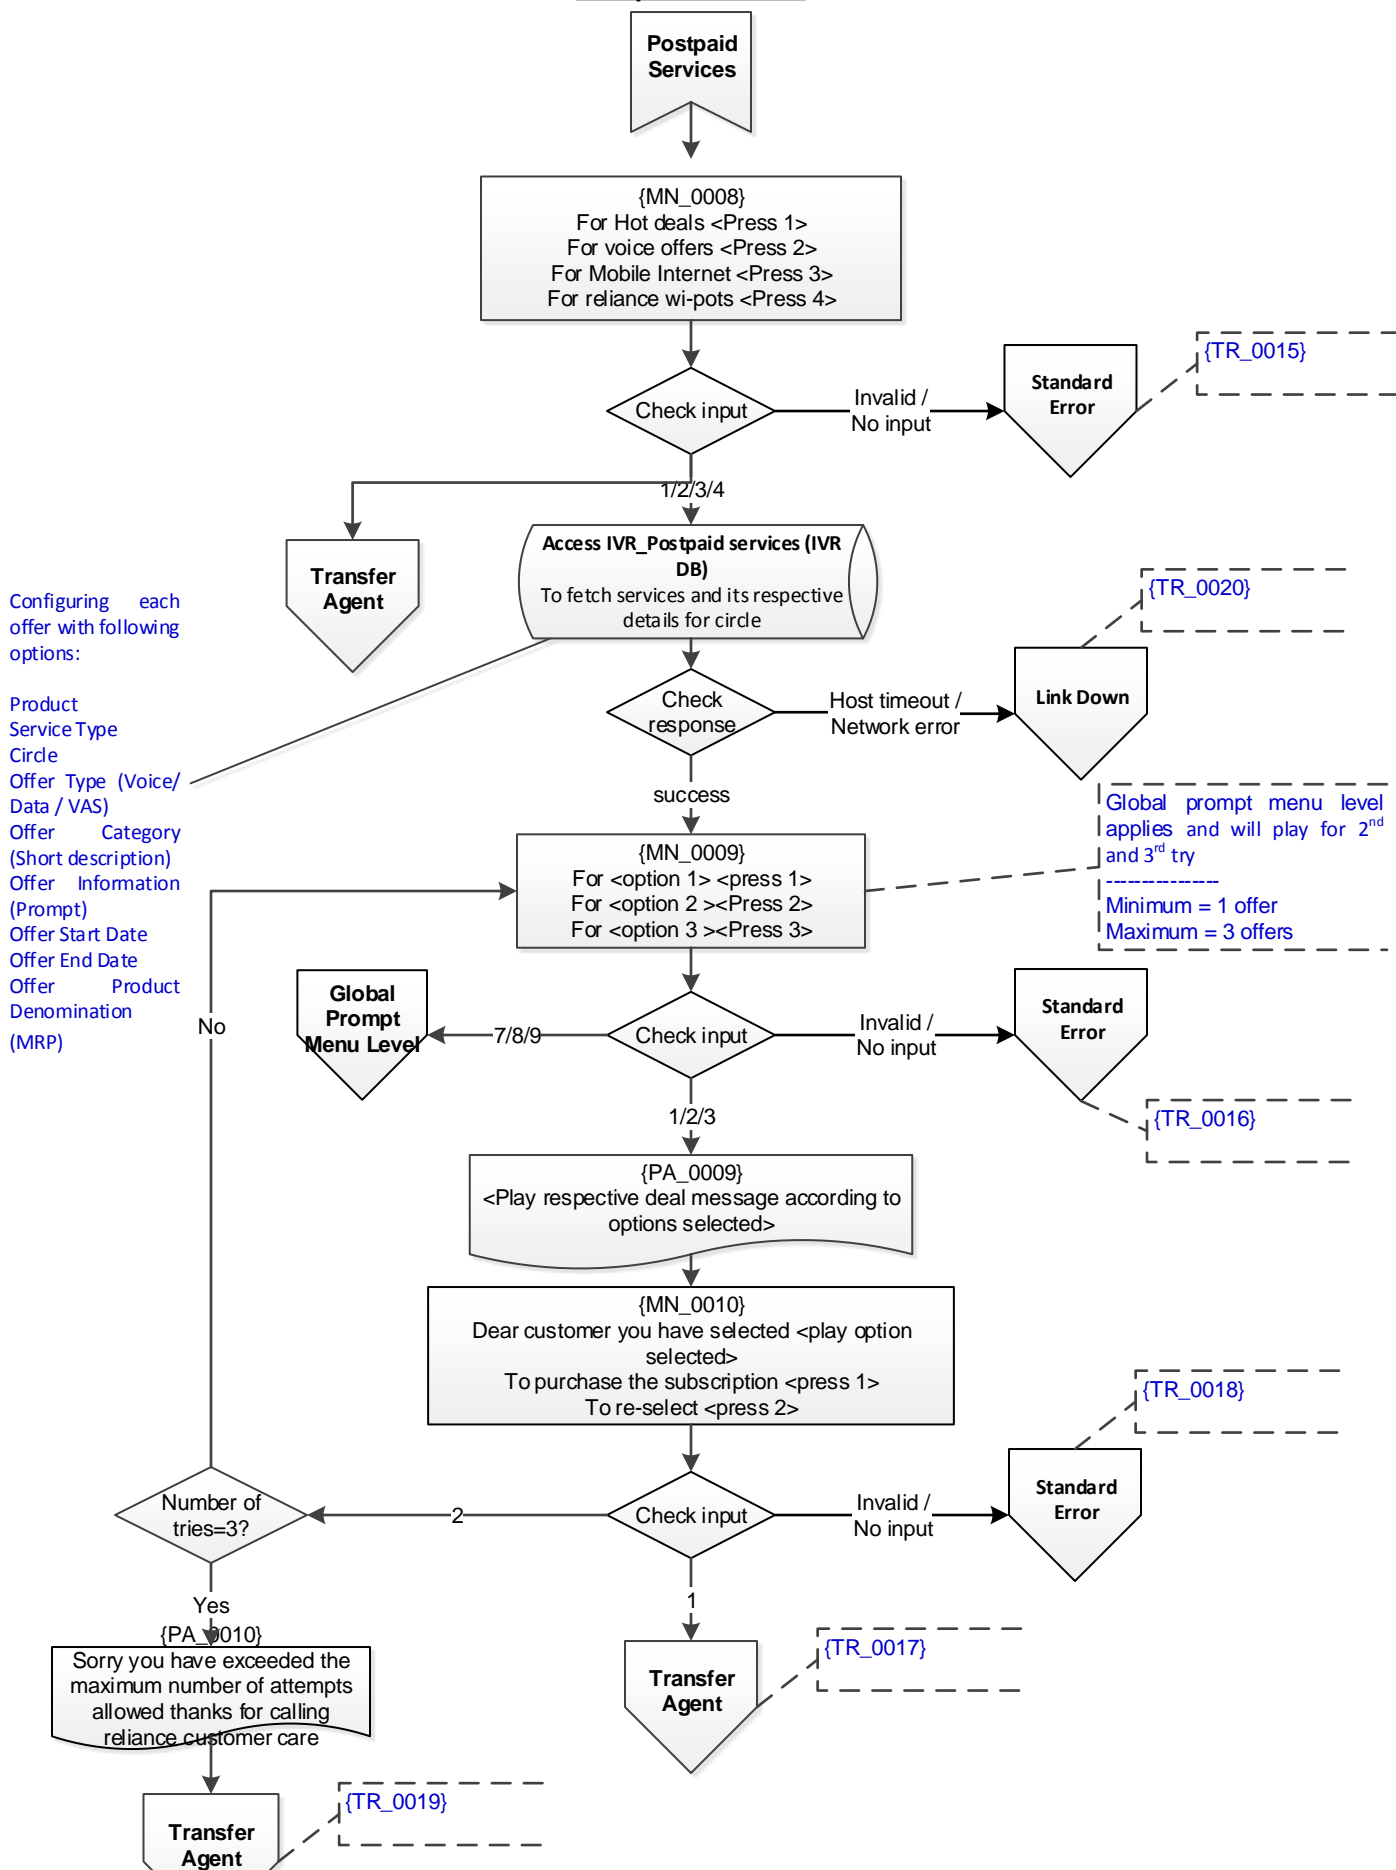 Postpaid
Services
{MN_0008}
For Hot deals <Press 1>
For voice offers <Press 2>
For Mobile Internet <Press 3>
For reliance wi-pots <Press 4>
{TR_0015}
Standard
Error
Check input
Invalid /
No input
1/2/3/4
Transfer
Agent
Access IVR_Postpaid services (IVR
DB)
To fetch services and its respective
details for circle
{TR_0020}
Configuring each
offer with following
options:
Product
Service Type
Circle
Offer Type (Voice/
Data / VAS)
Offer Category
(Short description)
Offer Information
(Prompt)
Offer Start Date
Offer End Date
Offer Product
Denomination
(MRP)
Check
response
Host timeout /
Network error
Link Down
success
Global prompt menu level
applies and will play for 2nd
and 3rd try
----------------
Minimum = 1 offer
Maximum = 3 offers
{MN_0009}
For <option 1> <press 1>
For <option 2 ><Press 2>
For <option 3 ><Press 3>
No
Global
Prompt
Menu Level
7/8/9
Check input
Invalid /
No input
Standard
Error
{TR_0016}
1/2/3
{PA_0009}
<Play respective deal message according to
options selected>
{MN_0010}
Dear customer you have selected <play option
selected>
To purchase the subscription <press 1>
To re-select <press 2>
{TR_0018}
Number of
tries=3?
2
Check input
Invalid /
No input
Standard
Error
Yes
1
{PA_0010}
Sorry you have exceeded the
maximum number of attempts
allowed thanks for calling
reliance customer care
Transfer
Agent
{TR_0017}
{TR_0019}
Transfer
Agent